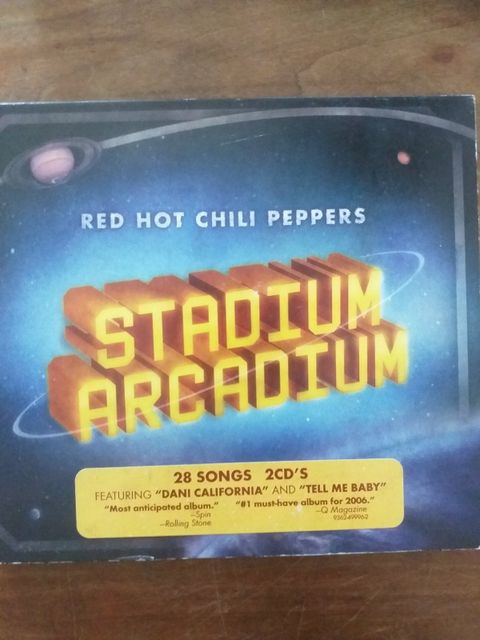 RED HOT CHILI PEPPERS
STADIUM
ARCADIUM
28 SONGS 2CD'S
FEATURING "DANI CALIFORNIA" AND "TELL ME BABY"
"Most anticipated album." "#1 must-have album for 2006."
–Spin –Q Magazine
–Rolling Stone 9362499962